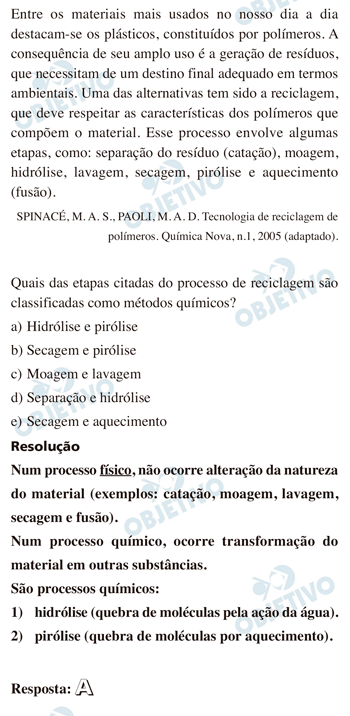 Entre os materiais mais usados no nosso dia a dia
destacam-se os plásticos, constituídos por polímeros. A
consequência de seu amplo uso é a geração de resíduos,
que necessitam de um destino final adequado em termos
ambientais. Uma das alternativas tem sido a reciclagem,
que deve respeitar as características dos polímeros que
compõem o material. Esse processo envolve algumas
etapas, como: separação do resíduo (catação), moagem,
hidrólise, lavagem, secagem, pirólise e aquecimento
(fusão).
SPINACÉ, M. A. S., PAOLI, M. A. D. Tecnologia de reciclagem de
polímeros. Química Nova, n.1, 2005 (adaptado).
Quais das etapas citadas do processo de reciclagem são
classificadas como métodos químicos?
a) Hidrólise e pirólise
b) Secagem e pirólise
c) Moagem e lavagem
d) Separação e hidrólise
e) Secagem e aquecimento
Resolução
Num processo físico, não ocorre alteração da natureza
do material (exemplos: catação, moagem, lavagem,
secagem e fusão).
Num processo químico, ocorre transformação do
material em outras substâncias.
São processos químicos:
1) hidrólise (quebra de moléculas pela ação da água).
2) pirólise (quebra de moléculas por aquecimento).
Resposta: A
OBJETIVO
OBJETIVO
OBJETIVO
OBJETIVO
OBJETIVO
OBJETIVO
OBJETIVO